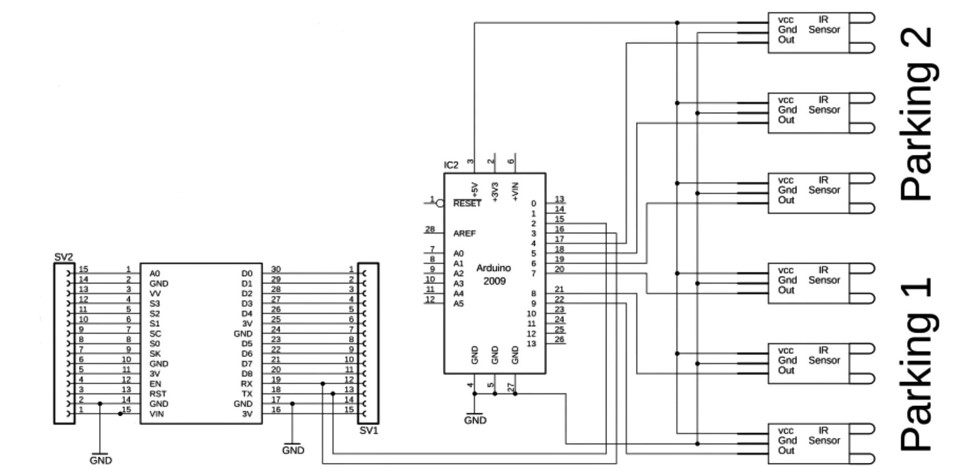 vcc IR
Gnd Sensor
Out
vcc IR
Gnd Sensor
Out
vcc IR
Gnd Sensor
Out
Parking 2
vcc IR
Gnd Sensor
Out
vcc IR
Gnd Sensor
Out
vcc IR
Gnd Sensor
Out
Parking 1
IC2
3 2 6
+5V +3V3 +VIN
1 RESET 0 13
1 14
2 15
28 AREF 3 16
4 17
7 A0 5 18
8 A1 6 19
9 A2 7 20
10 A3
11 A4 8 21
12 A5 9 22
10 23
11 24
12 25
13 26
Arduino
2009
GND GND GND
4 5 27
GND
SV2
15 1 A0 D0 30 1
14 2 GND D1 29 2
13 3 VV D2 28 3
12 4 S3 D3 27 4
11 5 S2 D4 26 5
10 6 S1 3V 25 6
9 7 SC GND 24 7
8 8 S0 D5 23 8
7 9 SK D6 22 9
6 10 GND D7 21 10
5 11 3V D8 20 11
4 12 EN RX 19 12
3 13 RST TX 18 13
2 14 GND GND 17 14
1 15 VIN 3V 16 15
SV1
GND
GND